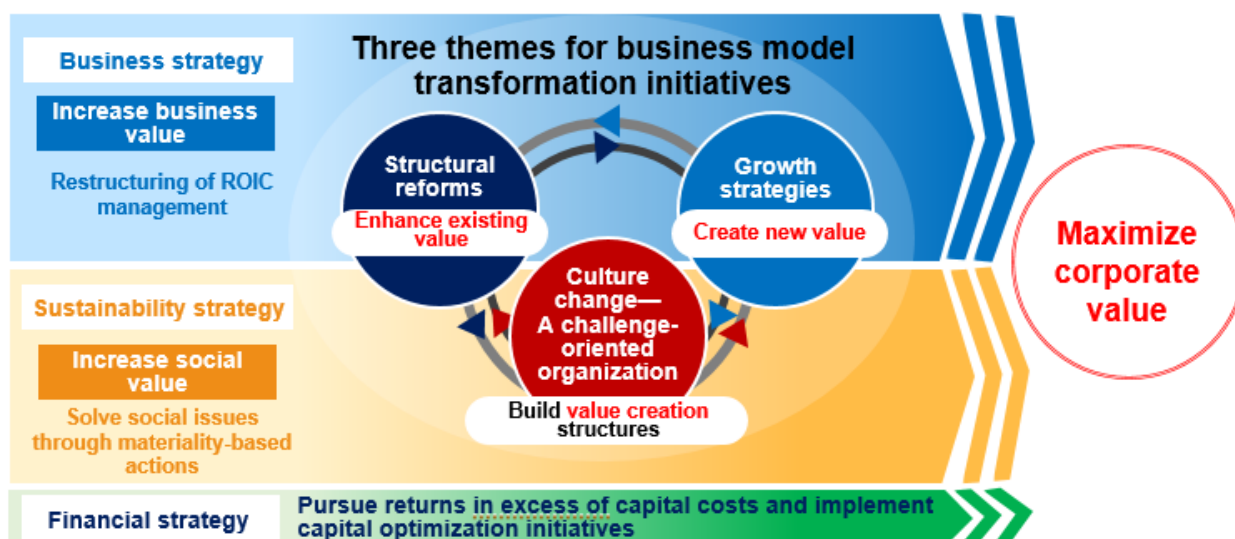 Three themes for business model
transformation initiatives
Business strategy
Increase business
value
Restructuring of ROIC
management
Structural
reforms
Enhance existing
value
Growth
strategies
Create new value
Culture
change—
A challenge-
oriented
organization
Build value creation
structures
Sustainability strategy
Increase social
value
Solve social issues
through materiality-based
actions
Financial strategy
Pursue returns in excess of capital costs and implement
capital optimization initiatives
Maximize
corporate
value